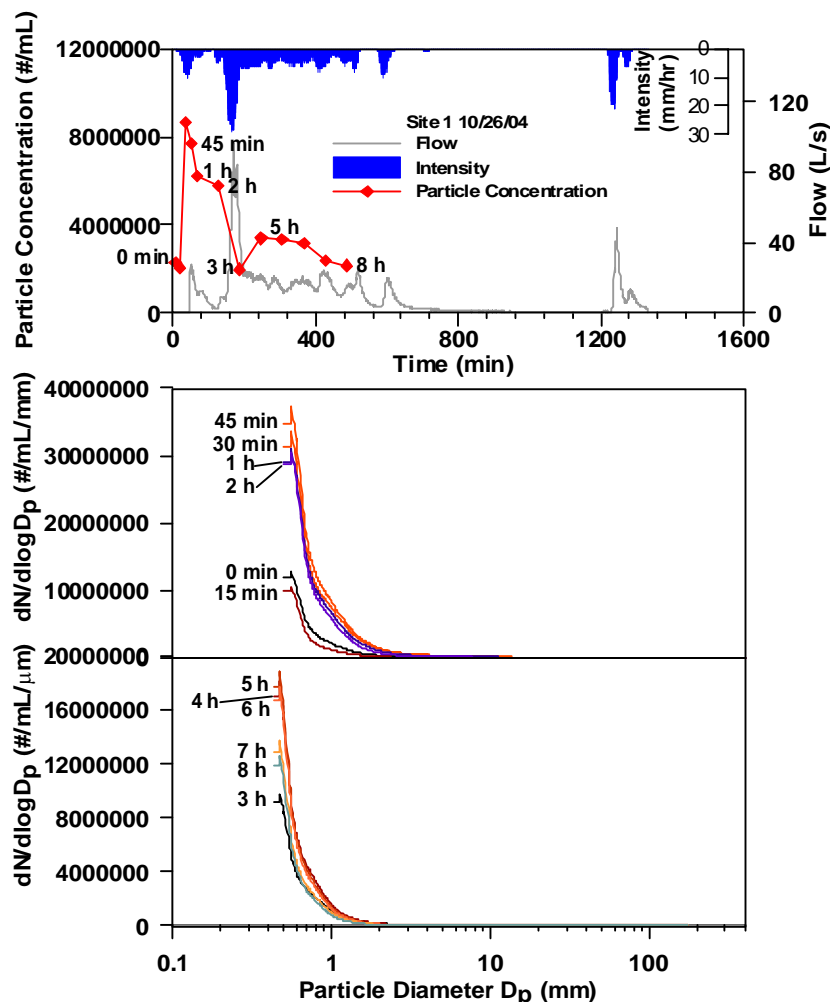 12000000
8000000
4000000
0
Particle Concentration (#/mL)
0
10
20
30
Intensity
(mm/hr)
120
80
40
0
Flow (L/s)
Site 1 10/26/04
Flow
Intensity
Particle Concentration
45 min
1 h
2 h
0 min
3 h
5 h
8 h
0 400 800 1200 1600
Time (min)
40000000
30000000
20000000
10000000
0
dN/dlogDp (#/mL/mm)
45 min
30 min
1 h
2 h
0 min
15 min
20000000
16000000
12000000
8000000
4000000
0
dN/dlogDp (#/mL/μm)
5 h
4 h
6 h
7 h
8 h
3 h
0.1 1 10 100
Particle Diameter Dp (mm)